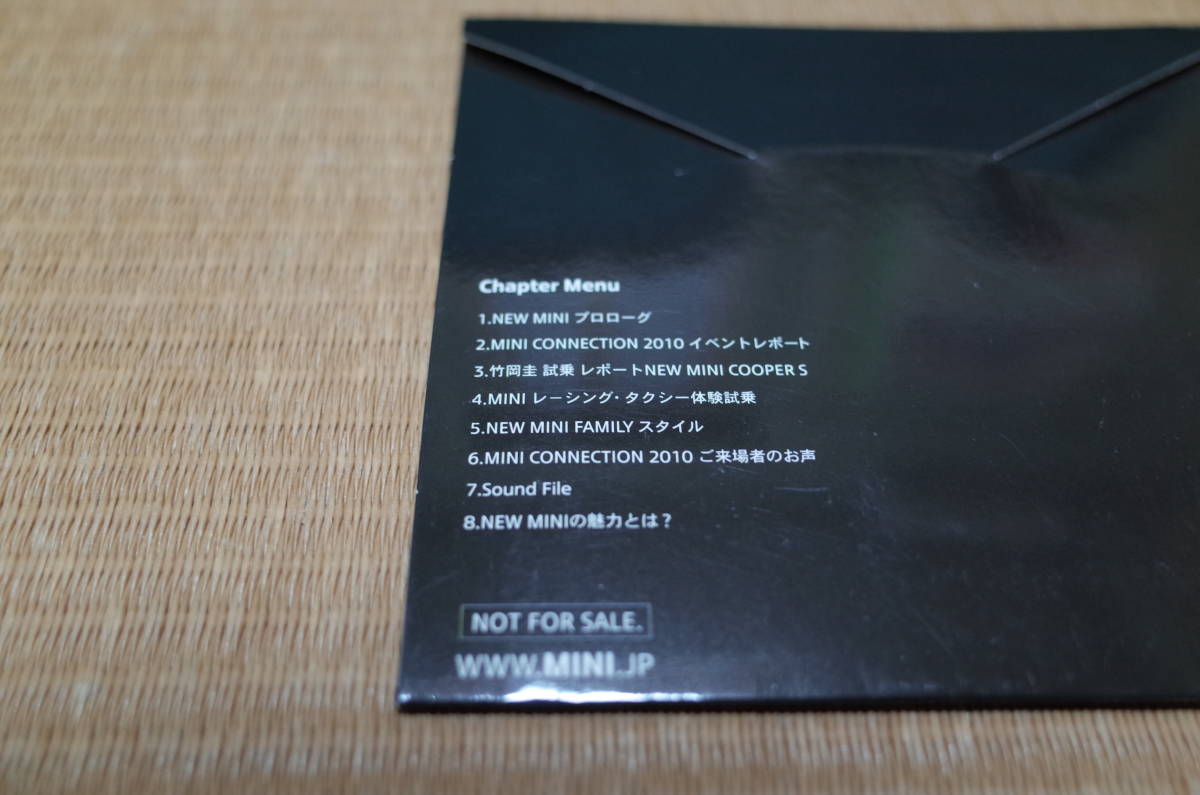 Chapter Menu
1.NEW MINI プロローグ
2.MINI CONNECTION 2010 イベントレポート
3.竹岡圭 試乗 レポートNEW MINI COOPER S
4.MINI レーシング・タクシー体験試乗
5.NEW MINI FAMILY スタイル
6.MINI CONNECTION 2010 ご来場者のお声
7.Sound File
8.NEW MINIの魅力とは？
NOT FOR SALE.
WWW.MINI.JP